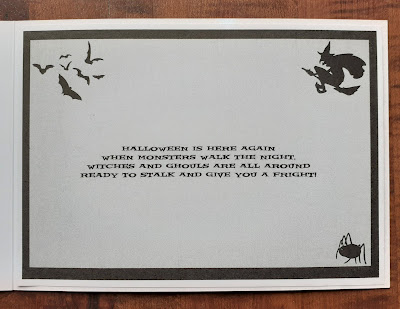 HALLOWEEN IS HERE AGAIN
WHEN MONSTERS WALK THE NIGHT,
WITCHES AND GHOULS ARE ALL AROUND
READY TO STALK AND GIVE YOU A FRIGHT!